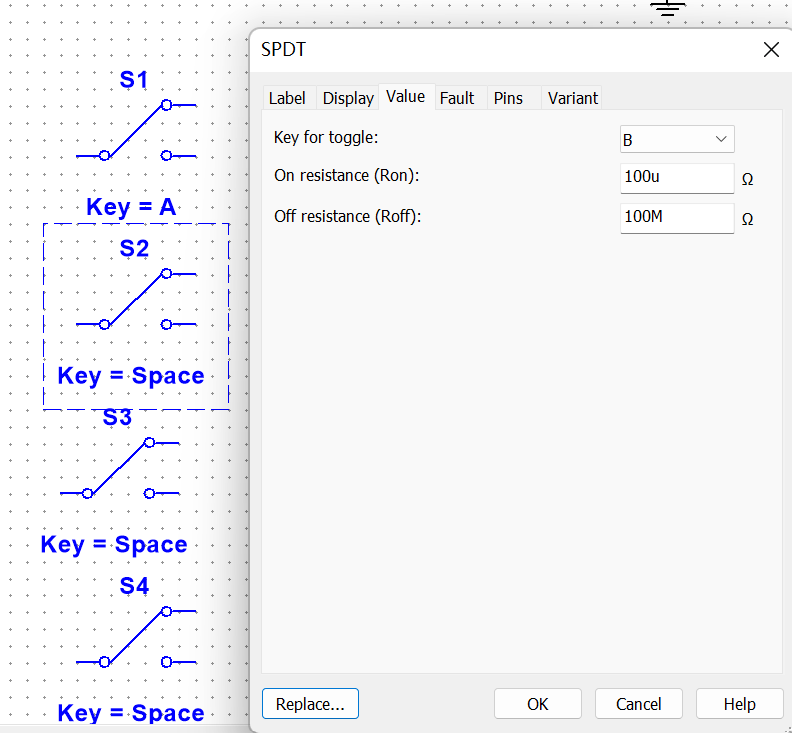 S1
Key = A
S2
Key = Space
S3
Key = Space
S4
Key = Space
SPDT
Label Display Value Fault Pins Variant
Key for toggle: B
On resistance (Ron): 100u Ω
Off resistance (Roff): 100M Ω
Replace... OK Cancel Help